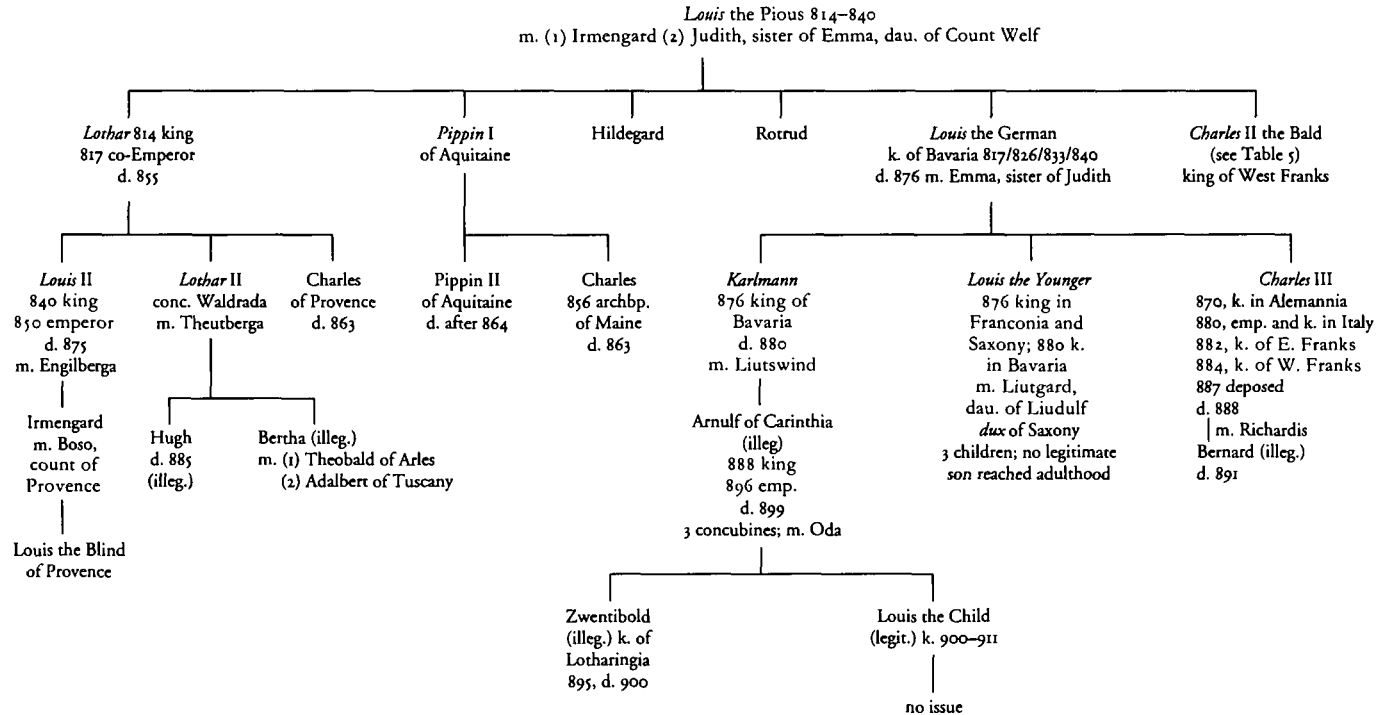 Louis the Pious 814–840
m. (1) Irmengard (2) Judith, sister of Emma, dau. of Count Welf
Lothar 814 king
817 co-Emperor
d. 855
Pippin I
of Aquitaine
Hildegard
Rotrud
Louis the German
k. of Bavaria 817/826/833/840
d. 876 m. Emma, sister of Judith
Charles II the Bald
(see Table 5)
king of West Franks
Louis II
840 king
850 emperor
d. 875
m. Engilberga
Lothar II
conc. Waldrada
m. Theutberga
Charles
of Provence
d. 863
Pippin II
of Aquitaine
d. after 864
Charles
856 archbp.
of Maine
d. 863
Karlmann
876 king of
Bavaria
d. 880
m. Liutswind
Louis the Younger
876 king in
Franconia and
Saxony; 880 k.
in Bavaria
m. Liutgard,
dau. of Liudulf
dux of Saxony
3 children; no legitimate
son reached adulthood
Charles III
870, k. in Alemannia
880, emp. and k. in Italy
882, k. of E. Franks
884, k. of W. Franks
887 deposed
d. 888
m. Richardis
Bernard (illeg.)
d. 891
Irmengard
m. Boso,
count of
Provence
Hugh
d. 885
(illeg.)
Bertha (illeg.)
m. (1) Theobald of Arles
(2) Adalbert of Tuscany
Arnulf of Carinthia
(illeg)
888 king
896 emp.
d. 899
3 concubines; m. Oda
Louis the Blind
of Provence
Zwentibold
(illeg.) k. of
Lotharingia
895, d. 900
Louis the Child
(legit.) k. 900–911
no issue